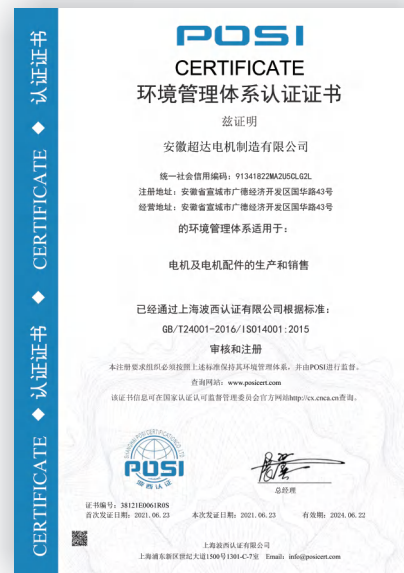 POSI
CERTIFICATE
环境管理体系认证证书
兹证明
安徽超达电机制造有限公司
统一社会信用编码：91341822MA2U5CLG2L
注册地址：安徽省宣城市广德经济开发区国华路43号
经营地址：安徽省宣城市广德经济开发区国华路43号
的环境管理体系适用于：
电机及电机配件的生产和销售
已经通过上海波西认证有限公司根据标准：
GB/T24001-2016/ISO14001:2015
审核和注册
本注册要求组织必须按照上述标准保持其环境管理体系，并由POSI进行监督。
查询网站：www.posicert.com
该证书信息可在国家认证认可监督管理委员会官方网站http://cx.cnca.cn查询。
POSI
波西认证
总经理
证书编号：38121E0061R0S
首次发证日期：2021.06.23 本次发证日期：2021.06.23 有效期：2024.06.22
上海波西认证有限公司
上海浦东新区世纪大道1500号1301-C-7室 Email：info@posicert.com
CERTIFICATE ◆ 认证证书 ◆ CERTIFICATE ◆ 认证证书